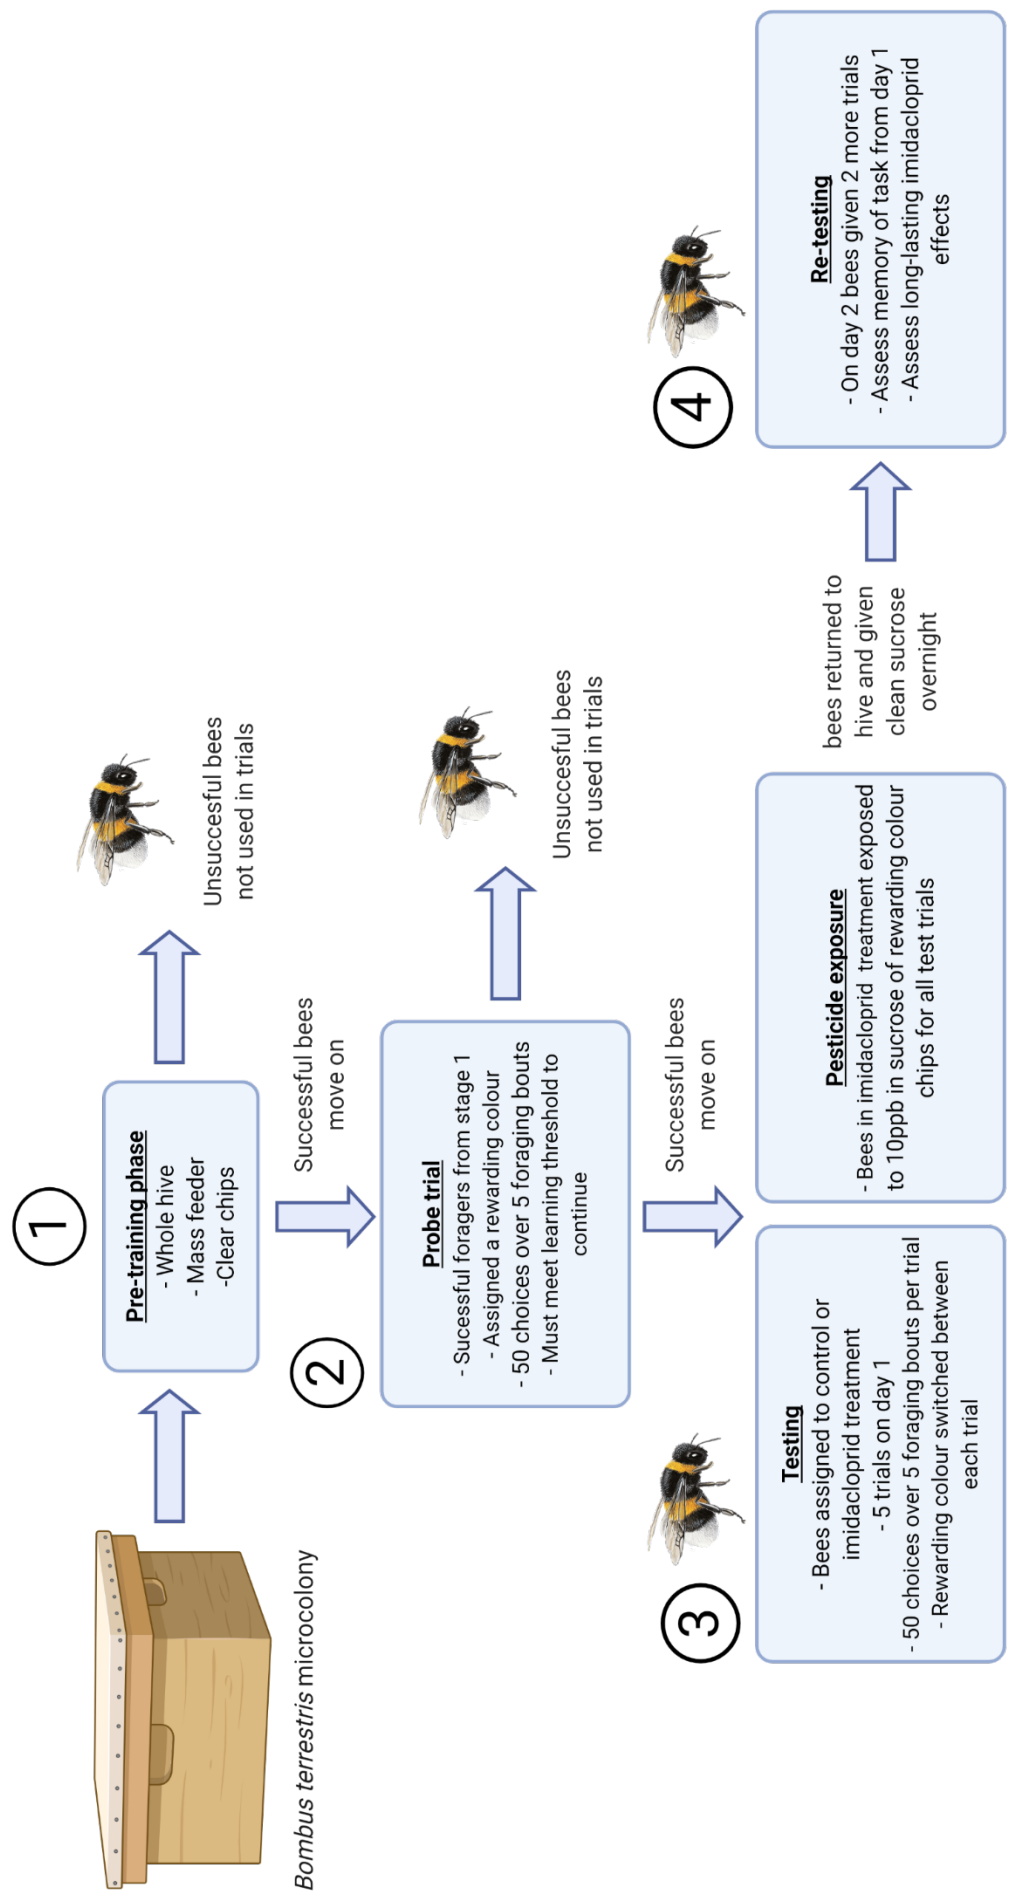 Bombus terrestris microcolony
1
Pre-training phase
- Whole hive
- Mass feeder
-Clear chips
Unsuccesful bees
not used in trials
Successful bees
move on
2
Probe trial
- Sucessful foragers from stage 1
- Assigned a rewarding colour
- 50 choices over 5 foraging bouts
- Must meet learning threshold to
continue
Unsuccesful bees
not used in trials
Successful bees
move on
3
Testing
- Bees assigned to control or
imidacloprid treatment
- 5 trials on day 1
- 50 choices over 5 foraging bouts per trial
- Rewarding colour switched between
each trial
Pesticide exposure
- Bees in imidacloprid treatment exposed
to 10ppb in sucrose of rewarding colour
chips for all test trials
bees returned to
hive and given
clean sucrose
overnight
4
Re-testing
- On day 2 bees given 2 more trials
- Assess memory of task from day 1
- Assess long-lasting imidacloprid
effects